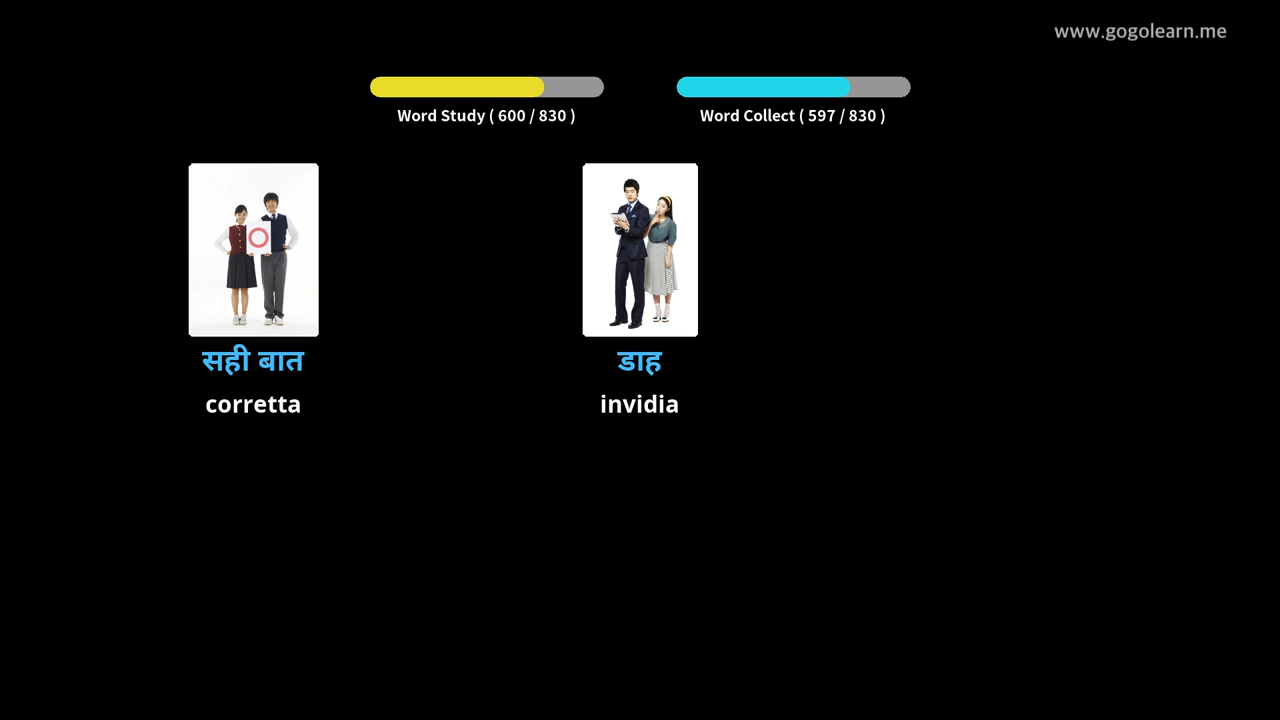 www.gogolearn.me
Word Study ( 600 / 830 )
Word Collect ( 597 / 830 )
सही बात
डाह
corretta
invidia